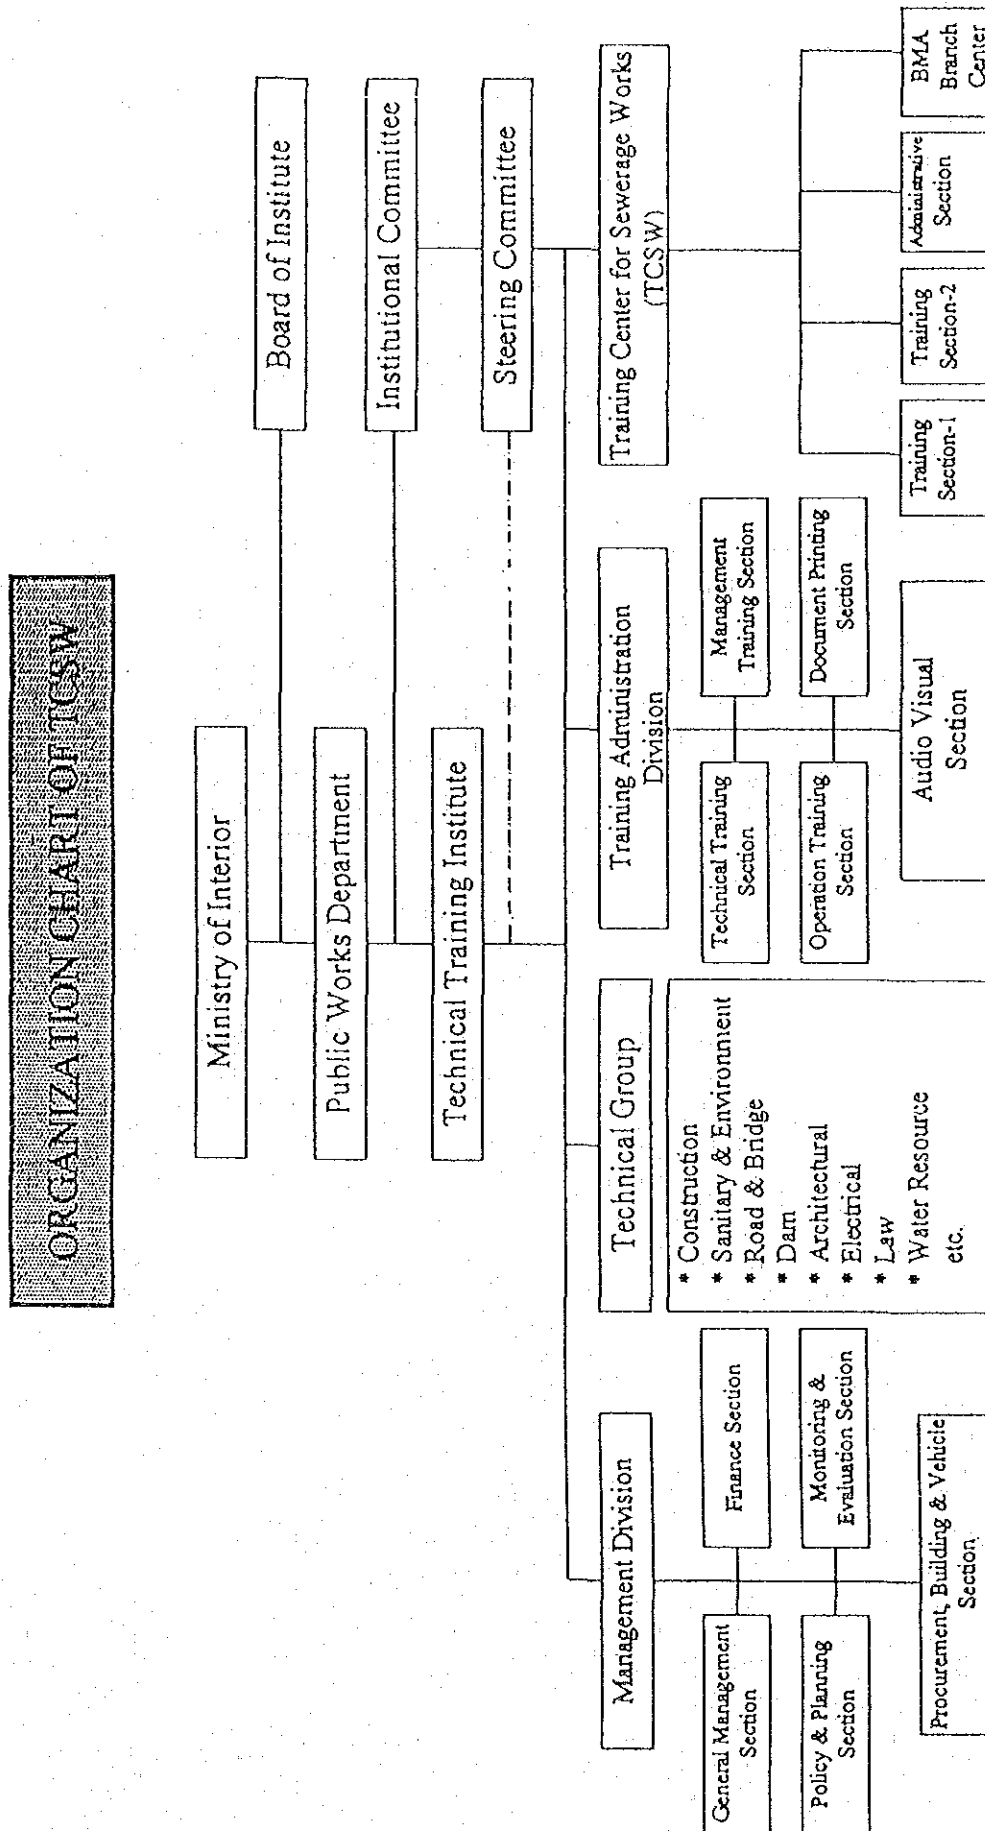 ORGANIZATION CHART OF TCSW
Ministry of Interior
Board of Institute
Public Works Department
Institutional Committee
Technical Training Institute
Steering Committee
Management Division
Technical Group
Training Administration
Division
Training Center for Sewerage Works
(TCSW)
General Management
Section
Finance Section
Policy & Planning
Section
Monitoring &
Evaluation Section
Procurement, Building & Vehicle
Section
* Construction
* Sanitary & Environment
* Road & Bridge
* Dam
* Architectural
* Electrical
* Law
* Water Resource
etc.
Technical Training
Section
Management
Training Section
Operation Training
Section
Document Printing
Section
Audio Visual
Section
Training
Section-1
Training
Section-2
Administrative
Section
BMA
Branch
Center